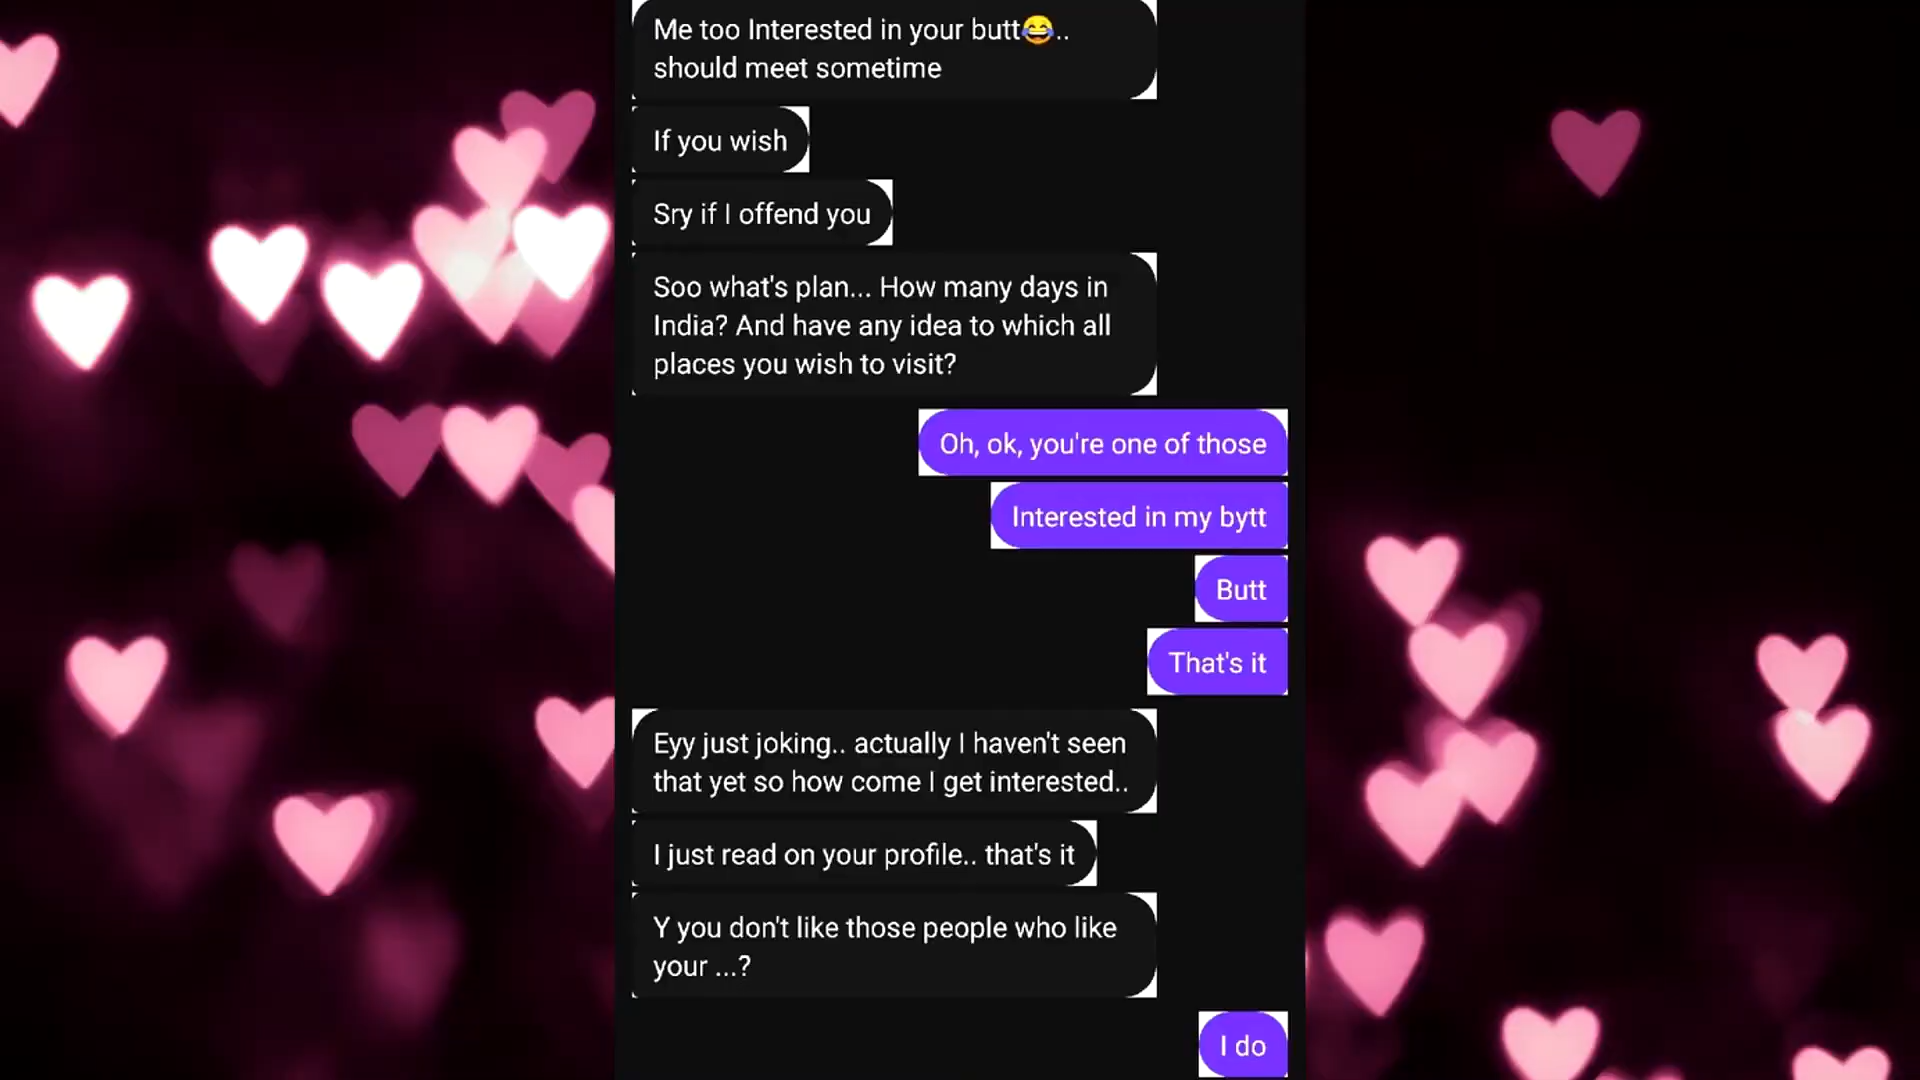 Me too Interested in your butt😂..
should meet sometime
If you wish
Sry if I offend you
Soo what's plan... How many days in
India? And have any idea to which all
places you wish to visit?
Oh, ok, you're one of those
Interested in my bytt
Butt
That's it
Eyy just joking.. actually I haven't seen
that yet so how come I get interested..
I just read on your profile.. that's it
Y you don't like those people who like
your ...?
I do